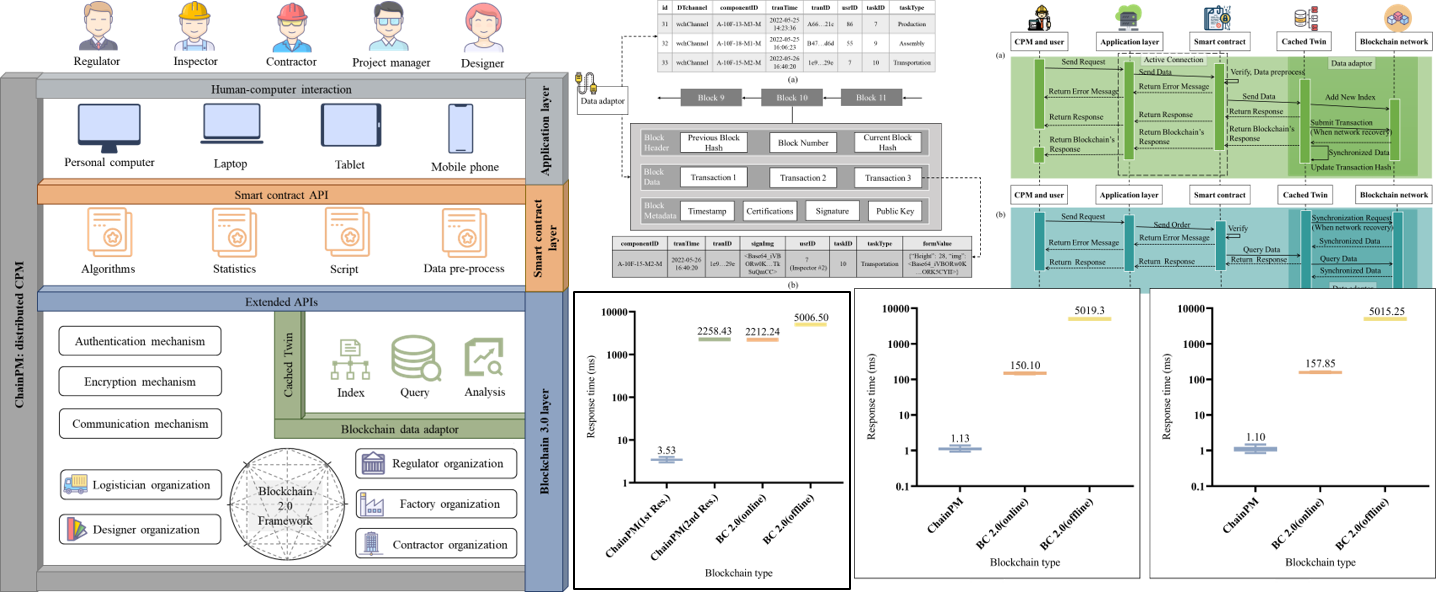 Regulator
Inspector
Contractor
Project manager
Designer
ChainPM: distributed CPM
Human-computer interaction
Application layer
Personal computer
Laptop
Tablet
Mobile phone
Smart contract API
Smart contract
layer
Algorithms
Statistics
Script
Data pre-process
Extended APIs
Blockchain 3.0 layer
Authentication mechanism
Encryption mechanism
Communication mechanism
Cached Twin
Index
Query
Analysis
Blockchain data adaptor
Logistician organization
Designer organization
Blockchain
2.0
Framework
Regulator organization
Factory organization
Contractor organization
id DTchannel componentID tranTime tranID usrID taskID taskType
31 wchChannel A-10F-13-M3-M 2022-05-25 14:23:36 A66…21c 86 7 Production
32 wchChannel A-10F-10-M1-M 2022-05-25 16:06:23 B47…d6d 55 9 Assembly
33 wchChannel A-10F-15-M2-M 2022-05-26 16:40:20 1e9…29e 7 10 Transportation
(a)
Data adaptor
Block 9
Block 10
Block 11
Block
Header
Previous Block
Hash
Block Number
Current Block
Hash
Block
Data
Transaction 1
Transaction 2
Transaction 3
Block
Metadata
Timestamp
Certifications
Signature
Public Key
componentID tranTime tranID signImg usrID taskID taskType formValue
A-10F-15-M2-M 2022-05-26 16:40:20 1e9…29e <Base64_iVB ORw0K…Tk SuQmCC> 7 (Inspector #2) 10 Transportation {"Height": 28, "img": <Base64_iVBORw0K …ORK5CYII>}
(b)
CPM and user
Application layer
Smart contract
Cached Twin
Blockchain network
(a)
Active Connection
Data adaptor
Send Request
Send Data
Verify, Data preprocess
Send Data
Add New Index
Return Error Message
Return Error Message
Return Response
Return Response
Return Response
Submit Transaction
(When network recovery)
Return Blockchain's
Response
Return Blockchain's
Response
Return Blockchain's
Response
Synchronized Data
Update Transaction Hash
CPM and user
Application layer
Smart contract
Cached Twin
Blockchain network
(b)
Send Request
Send Order
Verify
Synchronization Request
(When network recovery)
Return Error Message
Return Error Message
Synchronized Data
Query Data
Query Data
Return Response
Return Response
Return Response
Synchronized Data
Response time (ms)
10000
1000
100
10
1
3.53
2258.43
2212.24
5006.50
ChainPM(1st Res.)
ChainPM(2nd Res.)
BC 2.0(online)
BC 2.0(offline)
Blockchain type
Response time (ms)
10000
1000
100
10
1
0.1
1.13
150.10
5019.3
ChainPM
BC 2.0(online)
BC 2.0(offline)
Blockchain type
Response time (ms)
10000
1000
100
10
1
0.1
1.10
157.85
5015.25
ChainPM
BC 2.0(online)
BC 2.0(offline)
Blockchain type